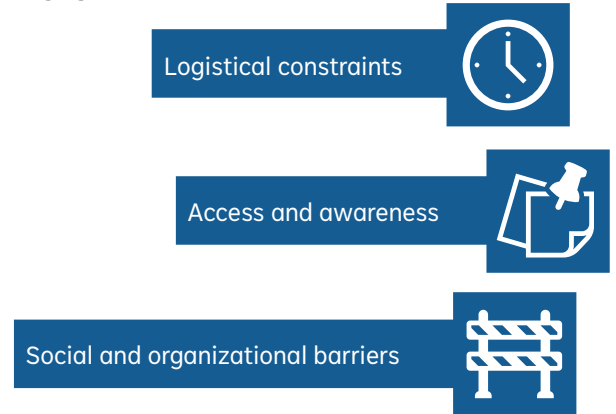 Logistical constraints
Access and awareness
Social and organizational barriers